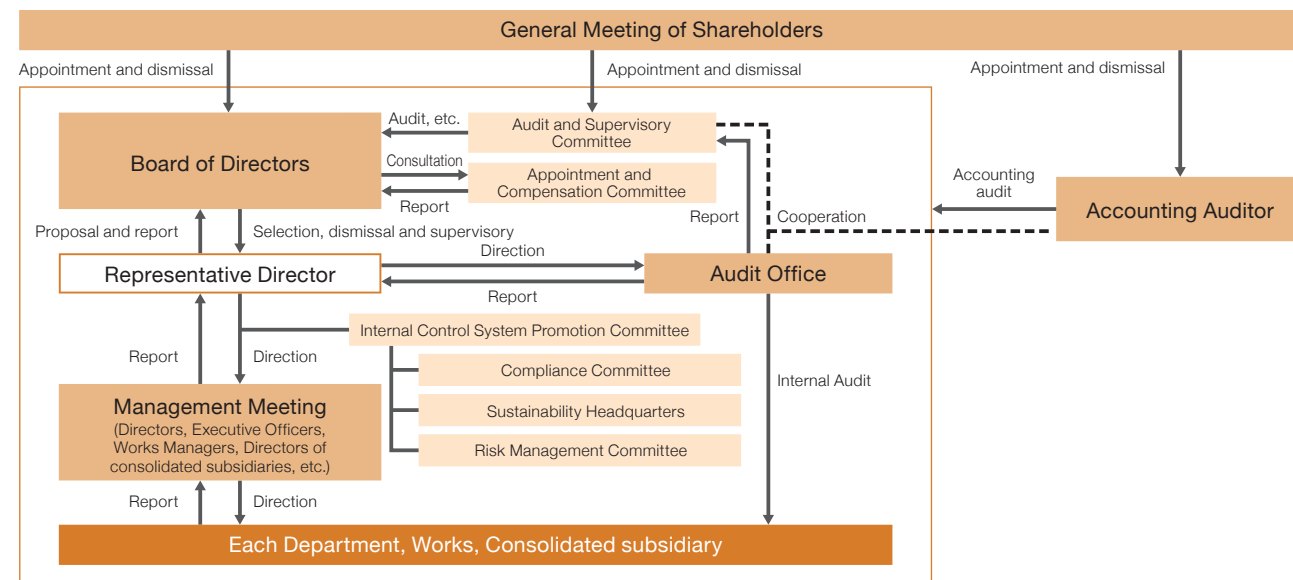 General Meeting of Shareholders
Appointment and dismissal
Appointment and dismissal
Appointment and dismissal
Board of Directors
Audit, etc.
Audit and Supervisory
Committee
Consultation
Appointment and
Compensation Committee
Report
Report
Cooperation
Accounting
audit
Accounting Auditor
Proposal and report
Selection, dismissal and supervisory
Representative Director
Direction
Report
Audit Office
Report
Direction
Internal Control System Promotion Committee
Compliance Committee
Sustainability Headquarters
Risk Management Committee
Internal Audit
Management Meeting
(Directors, Executive Officers,
Works Managers, Directors of
consolidated subsidiaries, etc.)
Report
Direction
Each Department, Works, Consolidated subsidiary